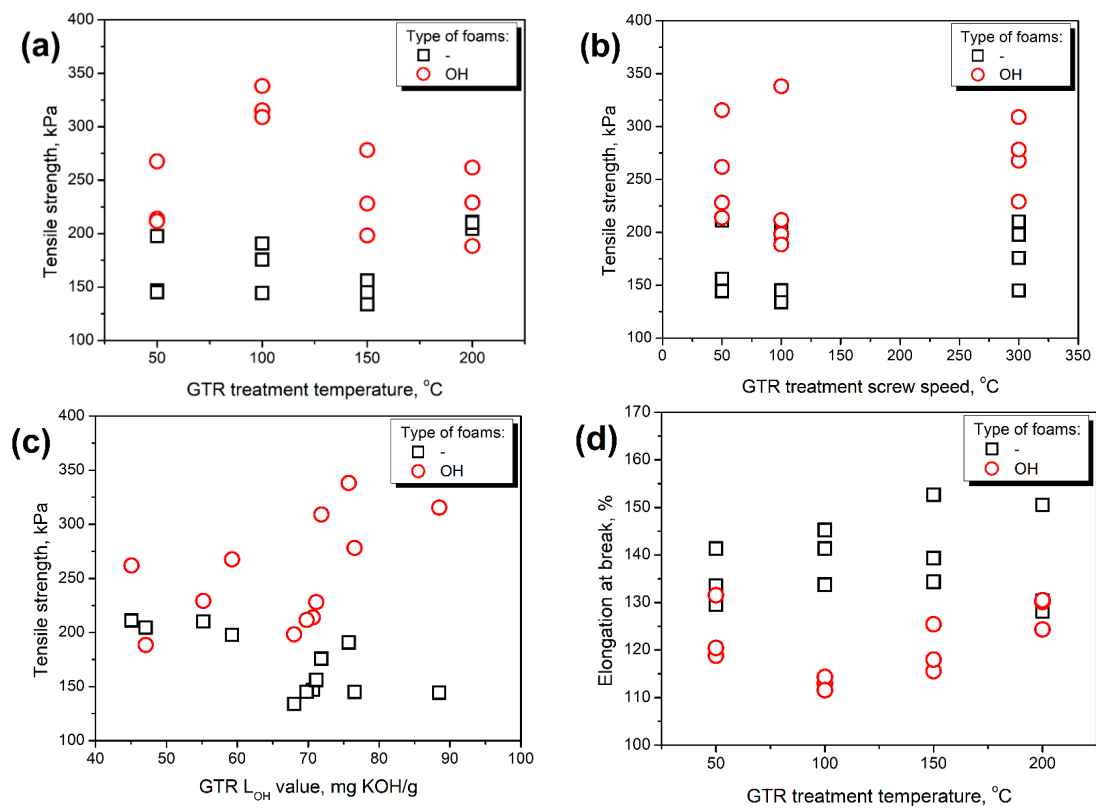 (a)
Type of foams:
-
OH
Tensile strength, kPa
400
350
300
250
200
150
100
50
100
150
200
GTR treatment temperature, °C
(b)
Type of foams:
-
OH
Tensile strength, kPa
400
350
300
250
200
150
100
0
50
100
150
200
250
300
350
GTR treatment screw speed, °C
(c)
Type of foams:
-
OH
Tensile strength, kPa
400
350
300
250
200
150
100
40
50
60
70
80
90
100
GTR LOH value, mg KOH/g
(d)
Type of foams:
-
OH
Elongation at break, %
170
160
150
140
130
120
110
100
50
100
150
200
GTR treatment temperature, °C